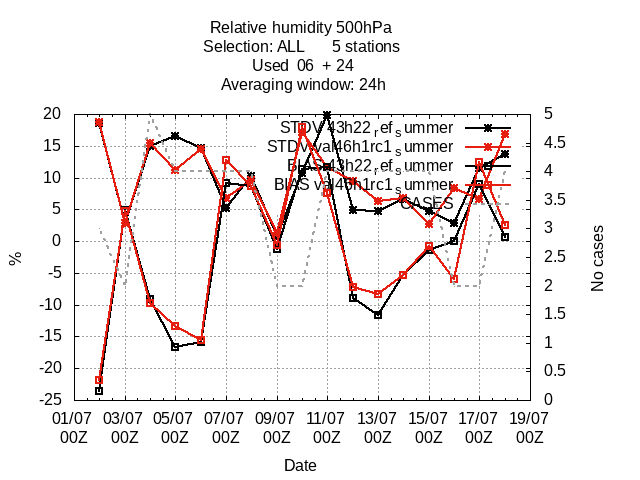 Relative humidity 500hPa
Selection: ALL 5 stations
Used 06 + 24
Averaging window: 24h
20
15
10
5
0
-5
-10
-15
-20
-25
%
STDV 43h22refsummer
STDV val46h1rc1summer
BIAS 43h22refsummer
BIAS val46h1rc1summer
CASES
5
4.5
4
3.5
3
2.5
2
1.5
1
0.5
0
No cases
01/07 03/07 05/07 07/07 09/07 11/07 13/07 15/07 17/07 19/07
00Z 00Z 00Z 00Z 00Z 00Z 00Z 00Z 00Z 00Z
Date